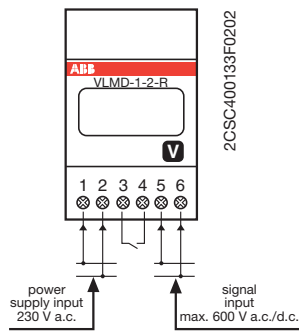 ABB
VLMD-1-2-R
V
1 2 3 4 5 6
power
supply input
230 V a.c.
signal
input
max. 600 V a.c./d.c.
2CSC400133F0202